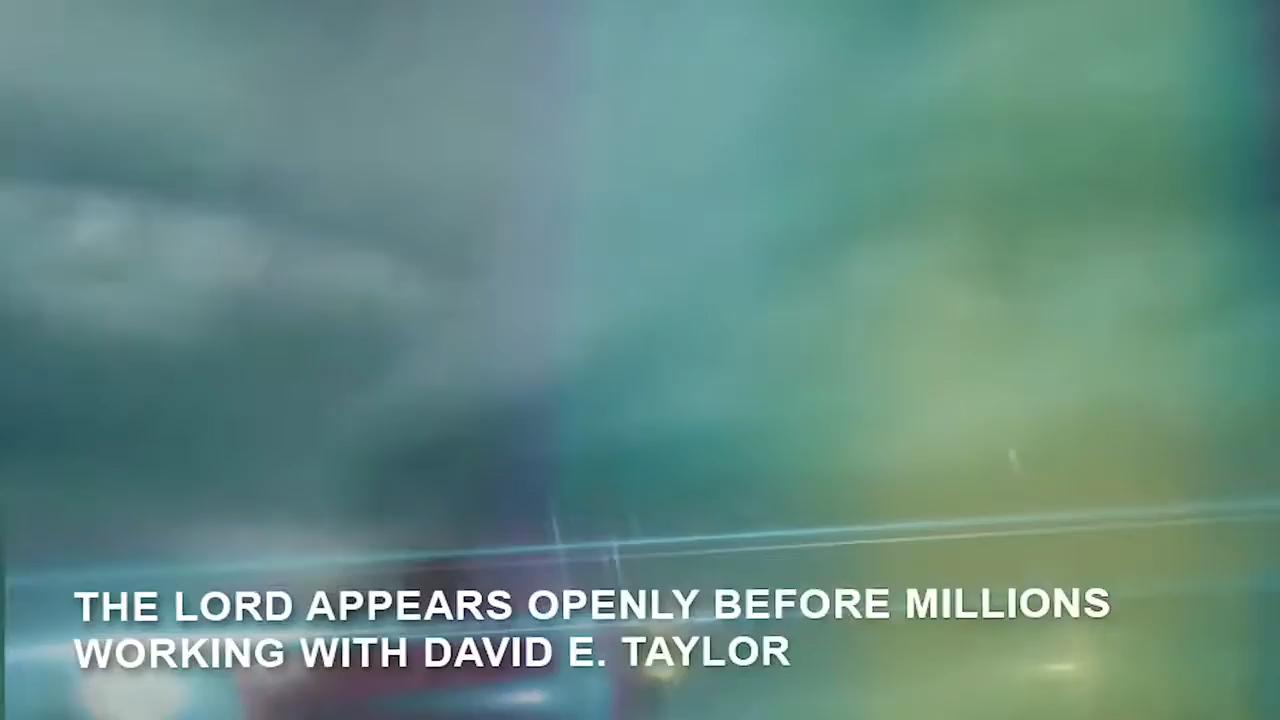 THE LORD APPEARS OPENLY BEFORE MILLIONS
WORKING WITH DAVID E. TAYLOR